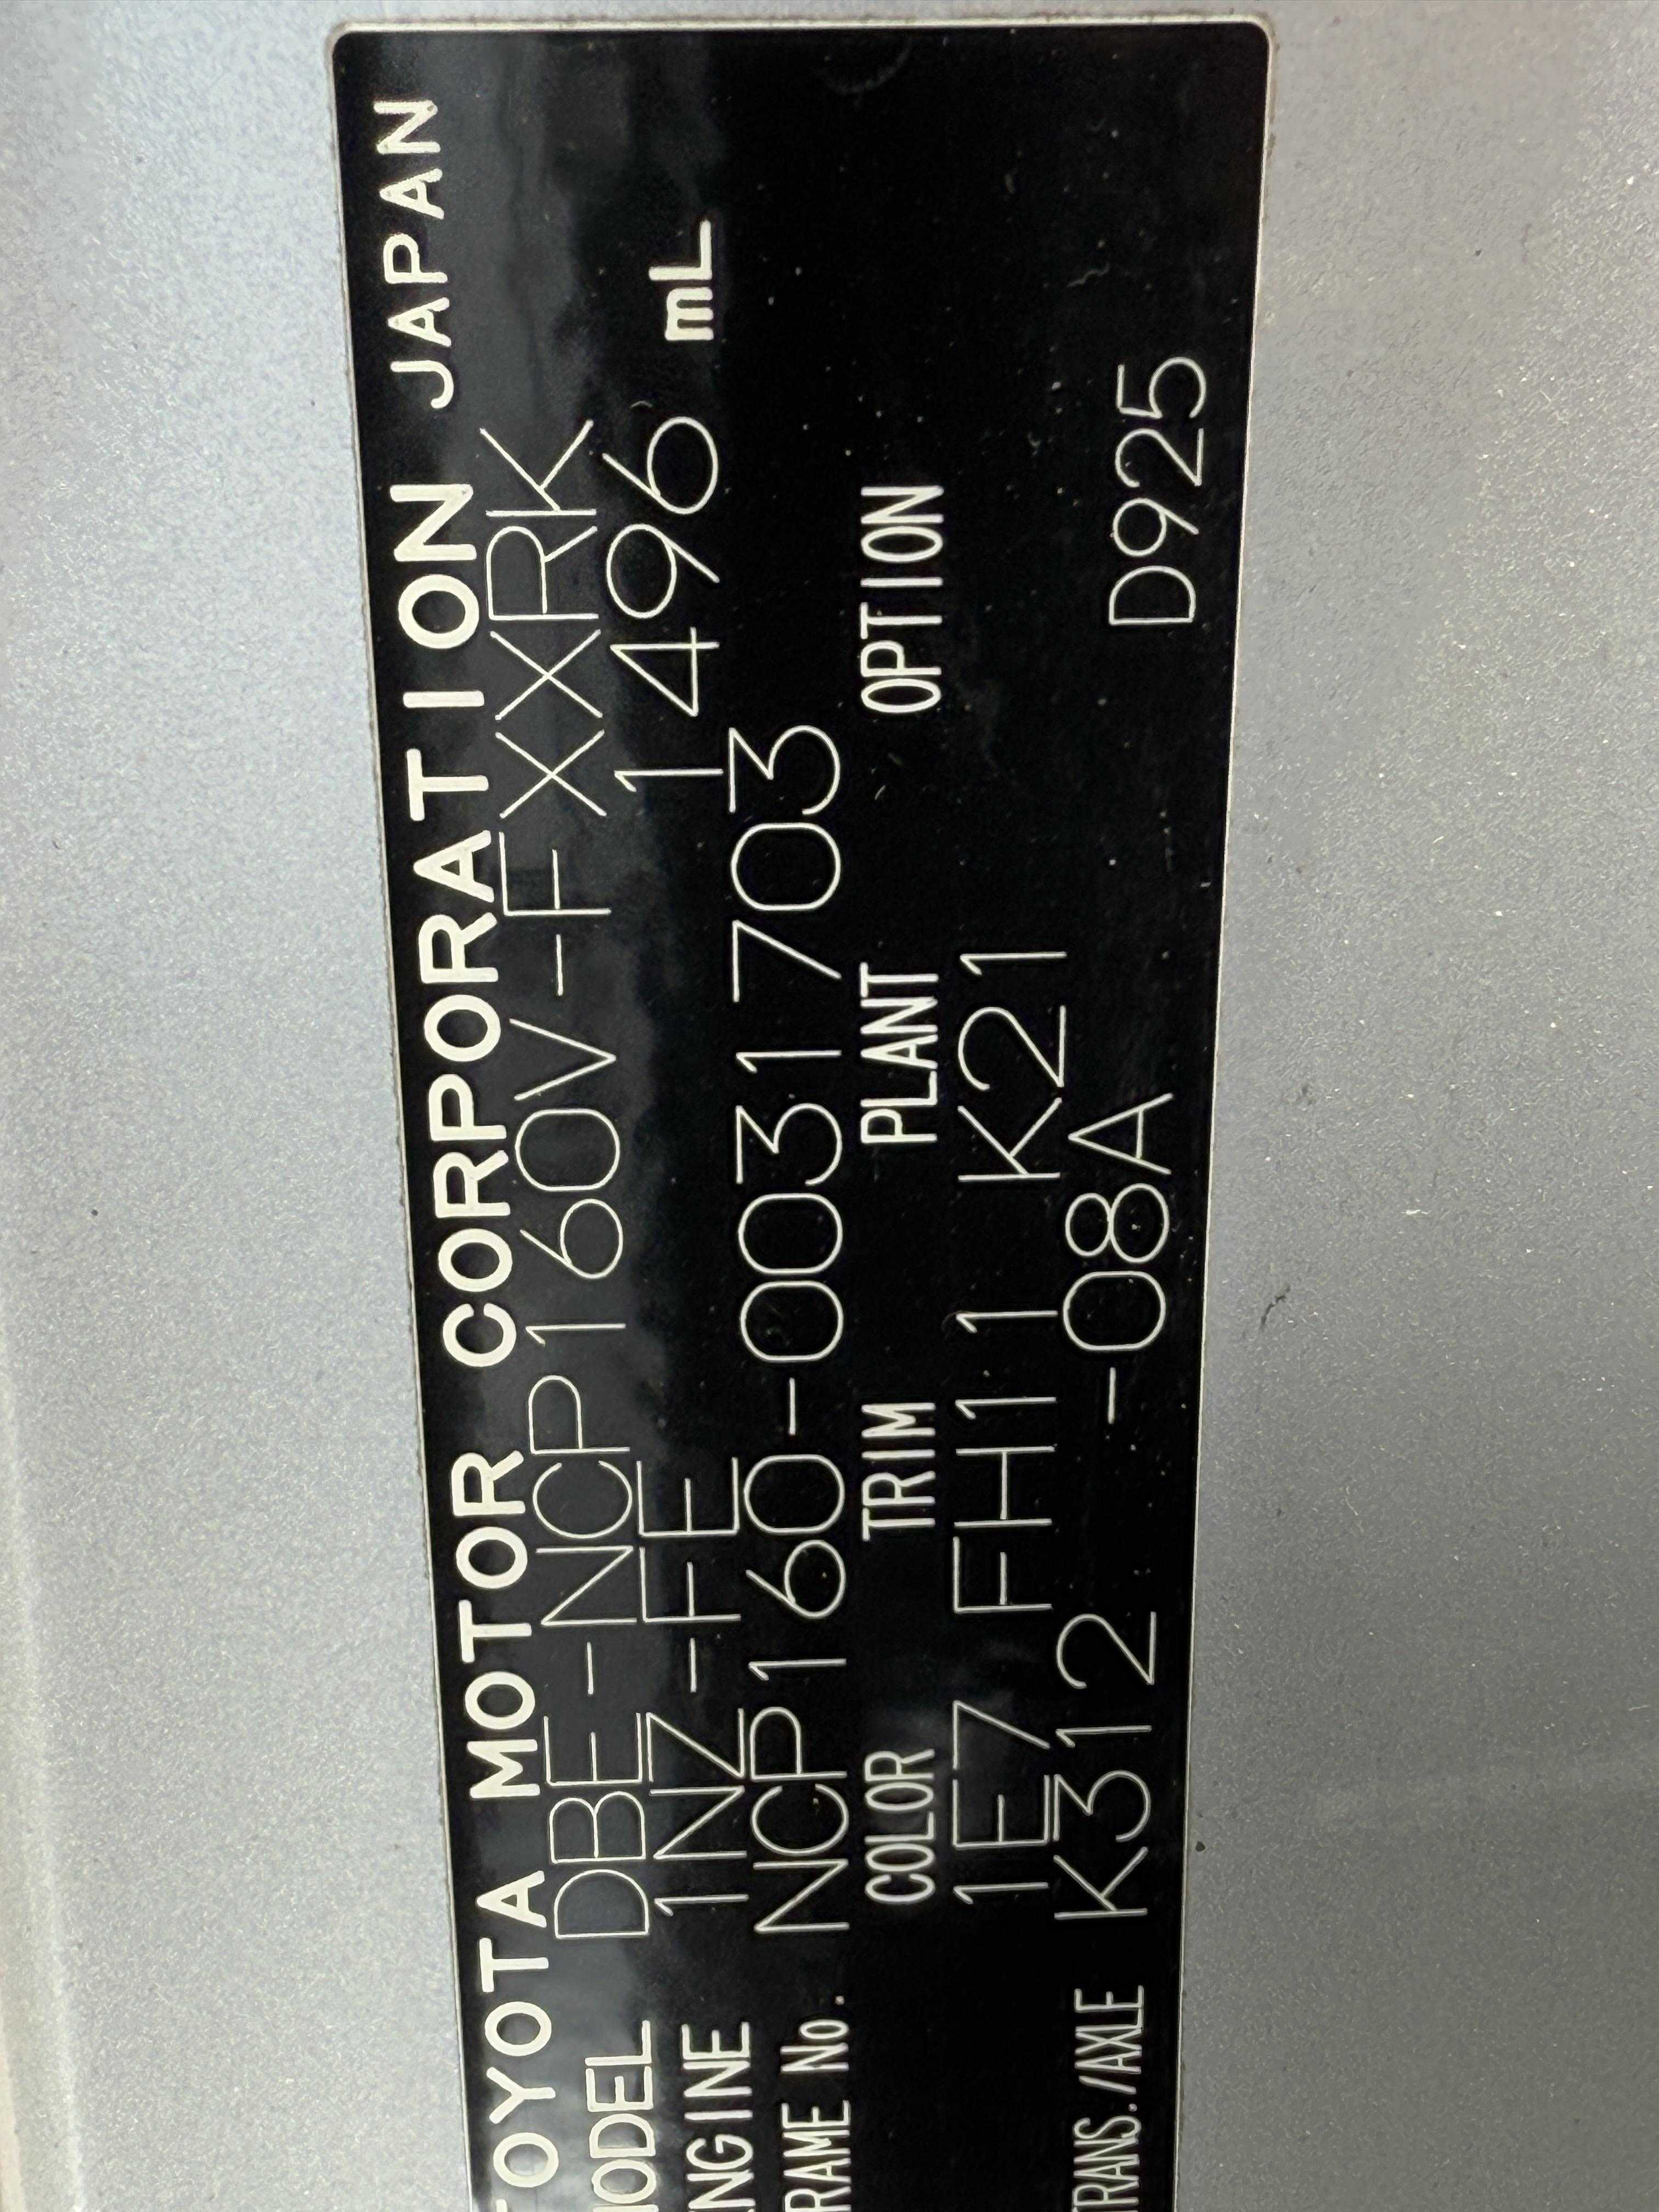 TOYOTA MOTOR CORPORATION JAPAN
MODEL DBE-NCP160V-FXXRK
ENGINE 1NZ-FE 1496 mL
FRAME No. NCP160-0031703
COLOR TRIM PLANT OPTION
1E7 FH11 K21
TRANS./AXLE K312 -08A D925